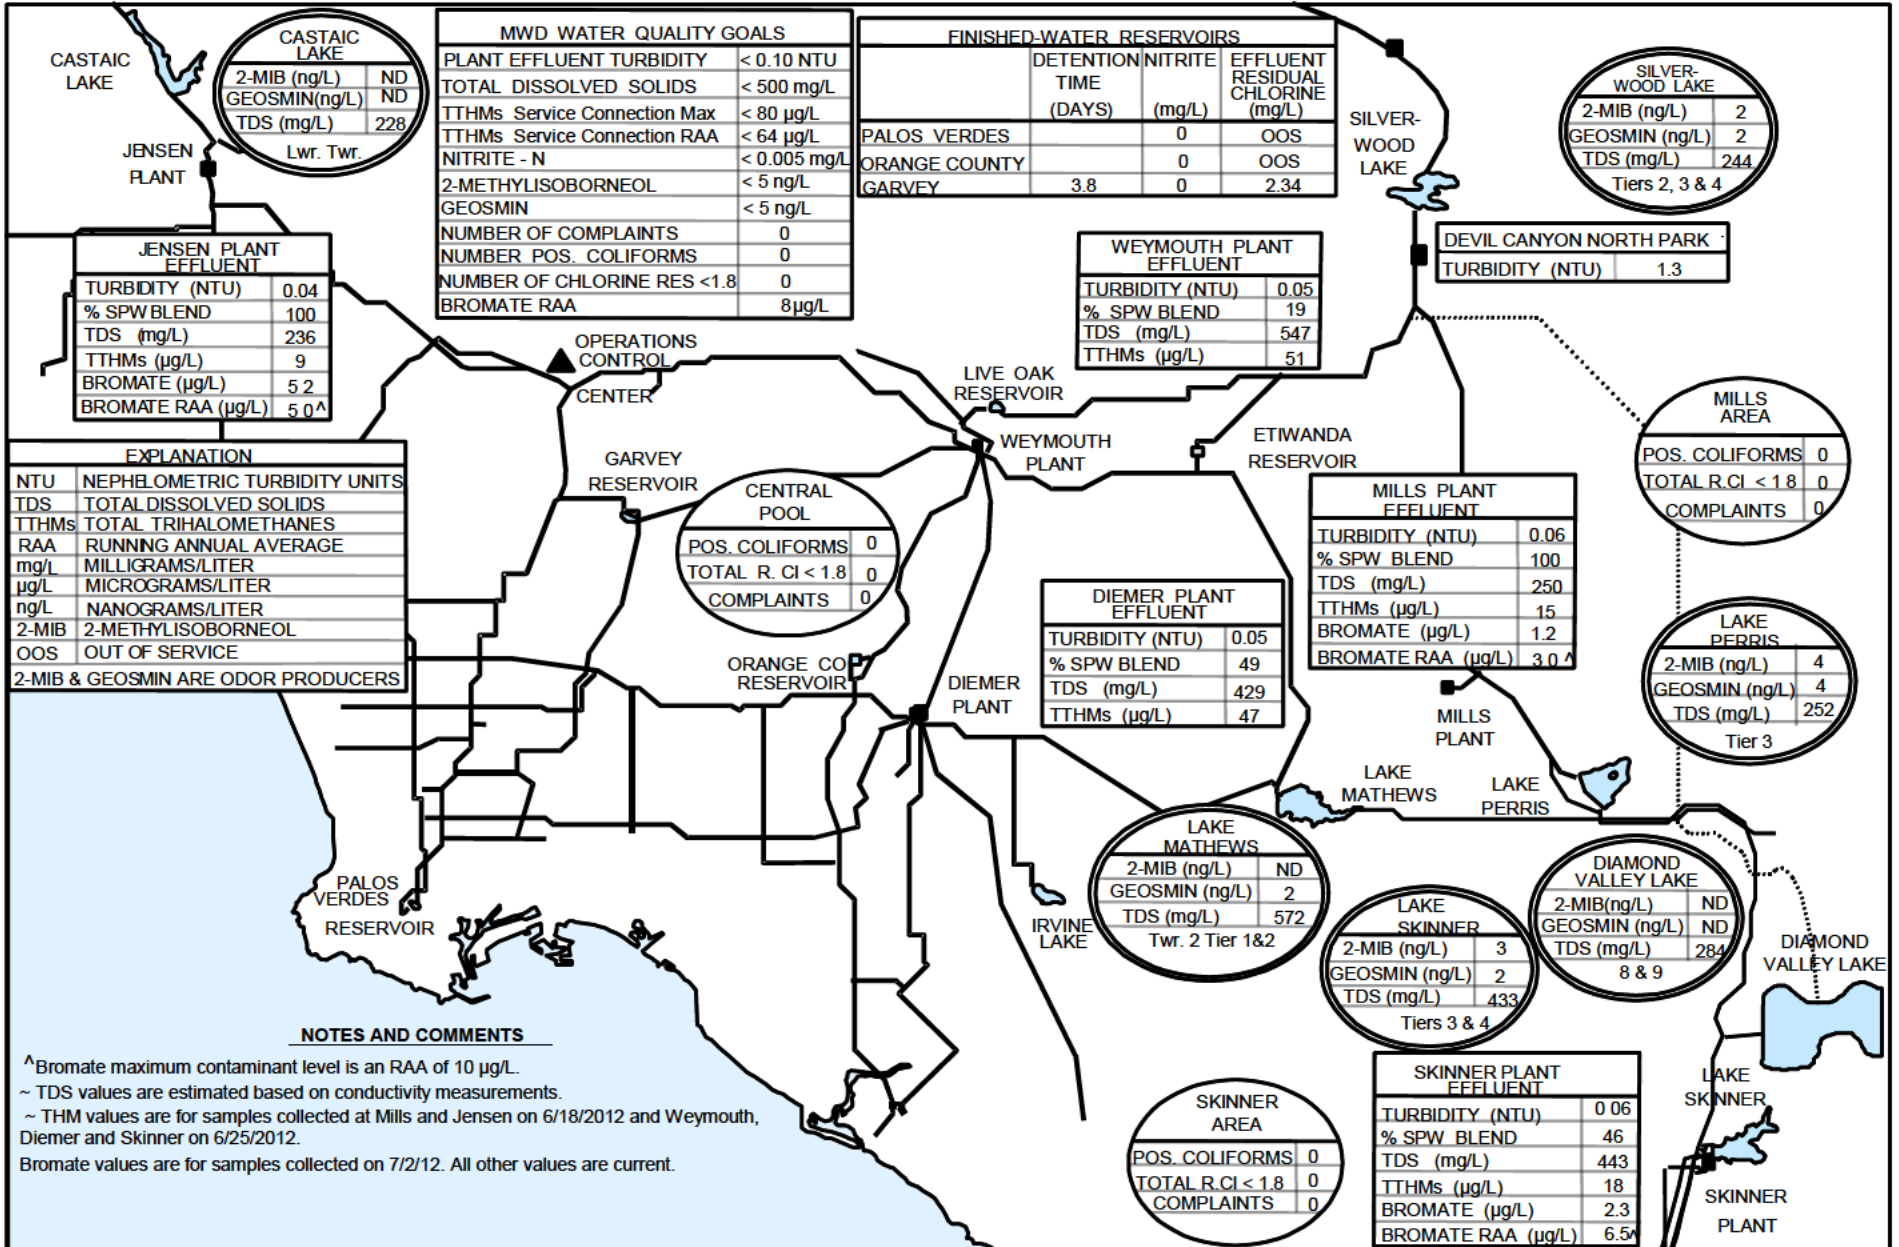 CASTAIC
LAKE
CASTAIC
LAKE
2-MIB (ng/L) ND
GEOSMIN(ng/L) ND
TDS (mg/L) 228
Lwr. Twr.
JENSEN
PLANT
MWD WATER QUALITY GOALS
PLANT EFFLUENT TURBIDITY < 0.10 NTU
TOTAL DISSOLVED SOLIDS < 500 mg/L
TTHMs Service Connection Max < 80 µg/L
TTHMs Service Connection RAA < 64 µg/L
NITRITE - N < 0.005 mg/L
2-METHYLISOBORNEOL < 5 ng/L
GEOSMIN < 5 ng/L
NUMBER OF COMPLAINTS 0
NUMBER POS. COLIFORMS 0
NUMBER OF CHLORINE RES <1.8 0
BROMATE RAA 8µg/L
FINISHED-WATER RESERVOIRS
DETENTION NITRITE EFFLUENT
TIME RESIDUAL
CHLORINE
(DAYS) (mg/L) (mg/L)
PALOS VERDES 0 OOS
ORANGE COUNTY 0 OOS
GARVEY 3.8 0 2.34
SILVER-
WOOD
LAKE
SILVER-
WOOD LAKE
2-MIB (ng/L) 2
GEOSMIN (ng/L) 2
TDS (mg/L) 244
Tiers 2, 3 & 4
DEVIL CANYON NORTH PARK
TURBIDITY (NTU) 1.3
JENSEN PLANT
EFFLUENT
TURBIDITY (NTU) 0.04
% SPW BLEND 100
TDS (mg/L) 236
TTHMs (µg/L) 9
BROMATE (µg/L) 5 2
BROMATE RAA (µg/L) 5 0^
WEYMOUTH PLANT
EFFLUENT
TURBIDITY (NTU) 0.05
% SPW BLEND 19
TDS (mg/L) 547
TTHMs (µg/L) 51
OPERATIONS
CONTROL
CENTER
LIVE OAK
RESERVOIR
WEYMOUTH
PLANT
ETIWANDA
RESERVOIR
MILLS
AREA
POS. COLIFORMS 0
TOTAL R.Cl < 1 8 0
COMPLAINTS 0
EXPLANATION
NTU NEPHELOMETRIC TURBIDITY UNITS
TDS TOTAL DISSOLVED SOLIDS
TTHMs TOTAL TRIHALOMETHANES
RAA RUNNING ANNUAL AVERAGE
mg/L MILLIGRAMS/LITER
µg/L MICROGRAMS/LITER
ng/L NANOGRAMS/LITER
2-MIB 2-METHYLISOBORNEOL
OOS OUT OF SERVICE
2-MIB & GEOSMIN ARE ODOR PRODUCERS
GARVEY
RESERVOIR
CENTRAL
POOL
POS. COLIFORMS 0
TOTAL R. Cl < 1.8 0
COMPLAINTS 0
MILLS PLANT
EFFLUENT
TURBIDITY (NTU) 0.06
% SPW BLEND 100
TDS (mg/L) 250
TTHMs (µg/L) 15
BROMATE (µg/L) 1.2
BROMATE RAA (µg/L) 3 0 ^
DIEMER PLANT
EFFLUENT
TURBIDITY (NTU) 0.05
% SPW BLEND 49
TDS (mg/L) 429
TTHMs (µg/L) 47
LAKE
PERRIS
2-MIB (ng/L) 4
GEOSMIN (ng/L) 4
TDS (mg/L) 252
Tier 3
ORANGE CO
RESERVOIR
DIEMER
PLANT
MILLS
PLANT
LAKE
MATHEWS
LAKE
PERRIS
LAKE
MATHEWS
2-MIB (ng/L) ND
GEOSMIN (ng/L) 2
TDS (mg/L) 572
Twr. 2 Tier 1&2
DIAMOND
VALLEY LAKE
2-MIB(ng/L) ND
GEOSMIN (ng/L) ND
TDS (mg/L) 284
8 & 9
LAKE
SKINNER
2-MIB (ng/L) 3
GEOSMIN (ng/L) 2
TDS (mg/L) 433
Tiers 3 & 4
PALOS
VERDES
RESERVOIR
IRVINE
LAKE
DIAMOND
VALLEY LAKE
NOTES AND COMMENTS
^Bromate maximum contaminant level is an RAA of 10 µg/L.
~ TDS values are estimated based on conductivity measurements.
~ THM values are for samples collected at Mills and Jensen on 6/18/2012 and Weymouth,
Diemer and Skinner on 6/25/2012.
Bromate values are for samples collected on 7/2/12. All other values are current.
SKINNER
AREA
POS. COLIFORMS 0
TOTAL R.Cl < 1.8 0
COMPLAINTS 0
SKINNER PLANT
EFFLUENT
TURBIDITY (NTU) 0 06
% SPW BLEND 46
TDS (mg/L) 443
TTHMs (µg/L) 18
BROMATE (µg/L) 2.3
BROMATE RAA (µg/L) 6.5^
LAKE
SKINNER
SKINNER
PLANT